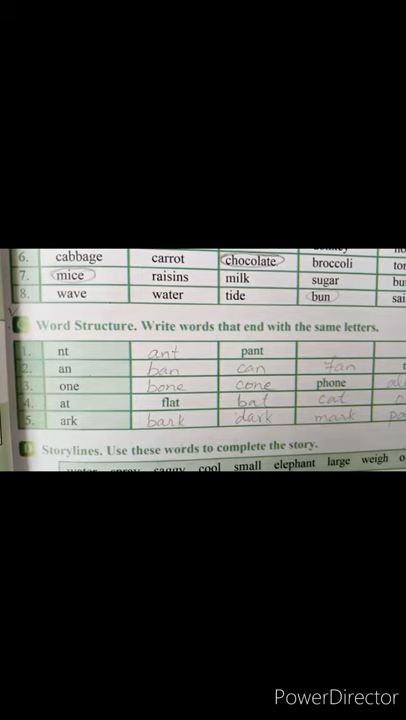 6. cabbage carrot chocolate broccoli
7. mice raisins milk sugar
8. wave water tide bun
Word Structure. Write words that end with the same letters.
1. nt ant pant
2. an ban can fan
3. one bone cone phone
4. at flat bat cat
5. ark bark dark mark
D Storylines. Use these words to complete the story.
cool small elephant large weigh
PowerDirector